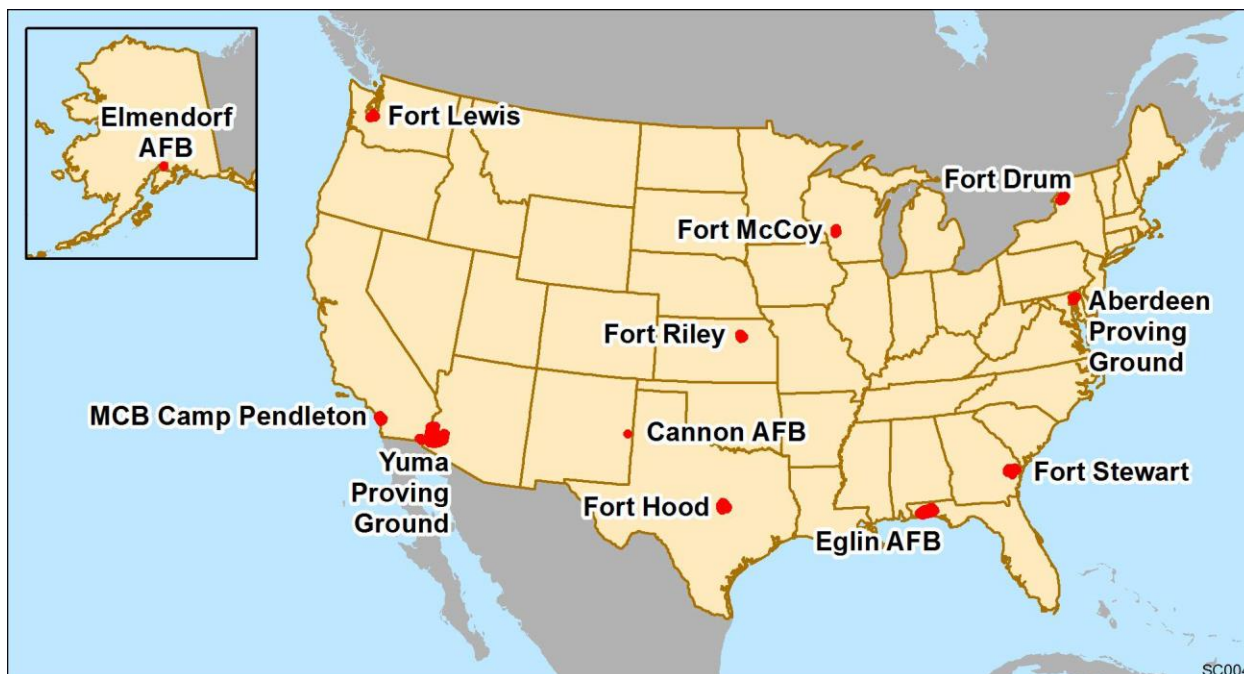 Elmendorf
AFB
Fort Lewis
Fort Drum
Fort McCoy
Aberdeen
Proving
Ground
Fort Riley
MCB Camp Pendleton
Cannon AFB
Yuma
Proving
Ground
Fort Stewart
Fort Hood
Eglin AFB
SC004